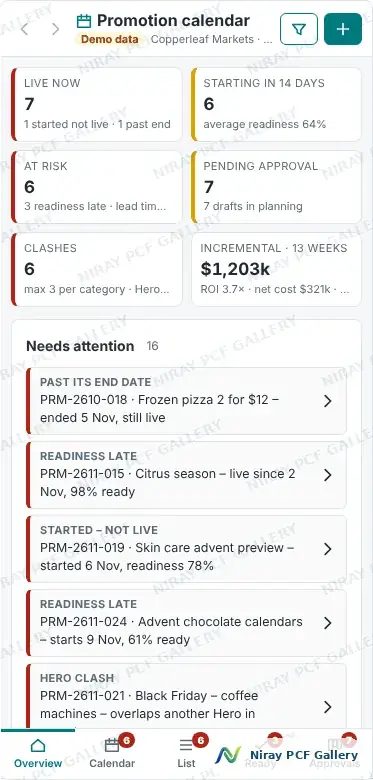 Promotion calendar
Demo data Copperleaf Markets · ...
LIVE NOW
7
1 started not live · 1 past end
STARTING IN 14 DAYS
6
average readiness 64%
AT RISK
6
3 readiness late · lead tim...
PENDING APPROVAL
7
7 drafts in planning
CLASHES
6
max 3 per category · Hero...
INCREMENTAL · 13 WEEKS
$1,203k
ROI 3.7× · net cost $321k · ...
Needs attention 16
PAST ITS END DATE
PRM-2610-018 · Frozen pizza 2 for $12 –
ended 5 Nov, still live
READINESS LATE
PRM-2611-015 · Citrus season – live since 2
Nov, 98% ready
STARTED – NOT LIVE
PRM-2611-019 · Skin care advent preview –
started 6 Nov, readiness 78%
READINESS LATE
PRM-2611-024 · Advent chocolate calendars
– starts 9 Nov, 61% ready
HERO CLASH
PRM-2611-021 · Black Friday – coffee
machines – overlaps another Hero in
Overview
6
Calendar
6
List
Ready
Approvals
Niray PCF Gallery
NIRAY PCF GALLERY